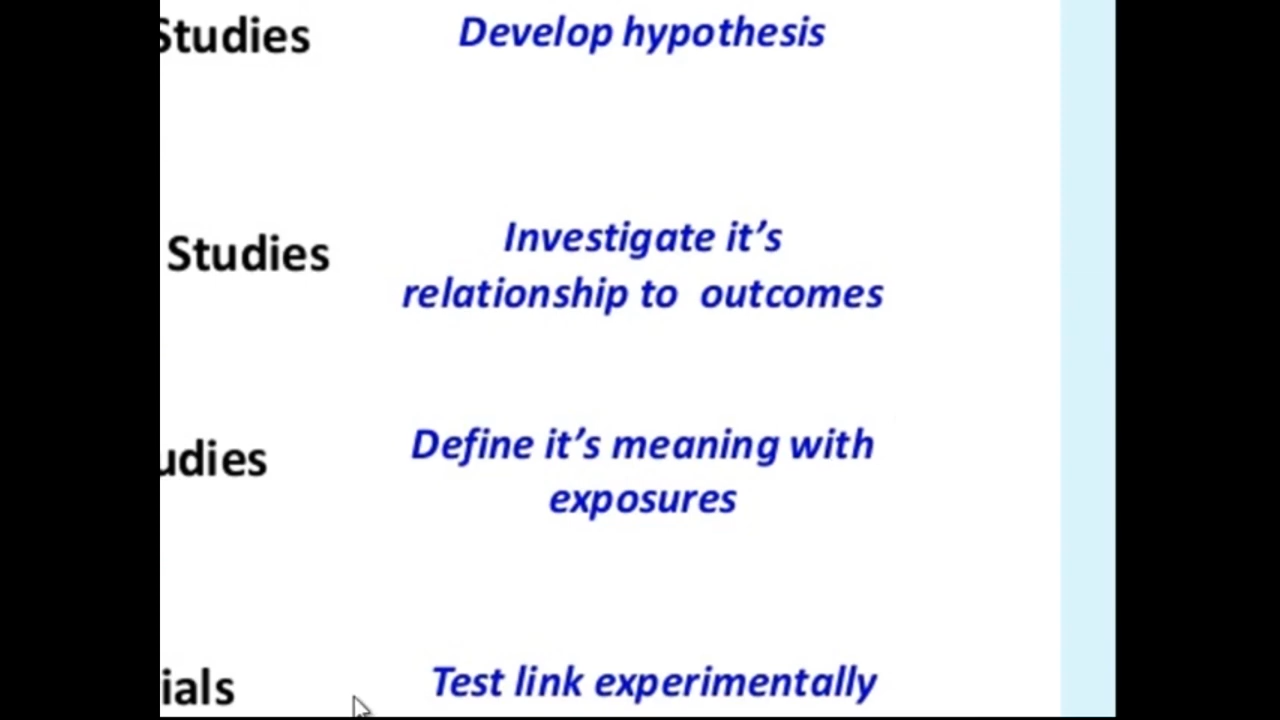 Studies Develop hypothesis
Studies
Investigate it’s
relationship to outcomes
udies
Define it’s meaning with
exposures
ials Test link experimentally